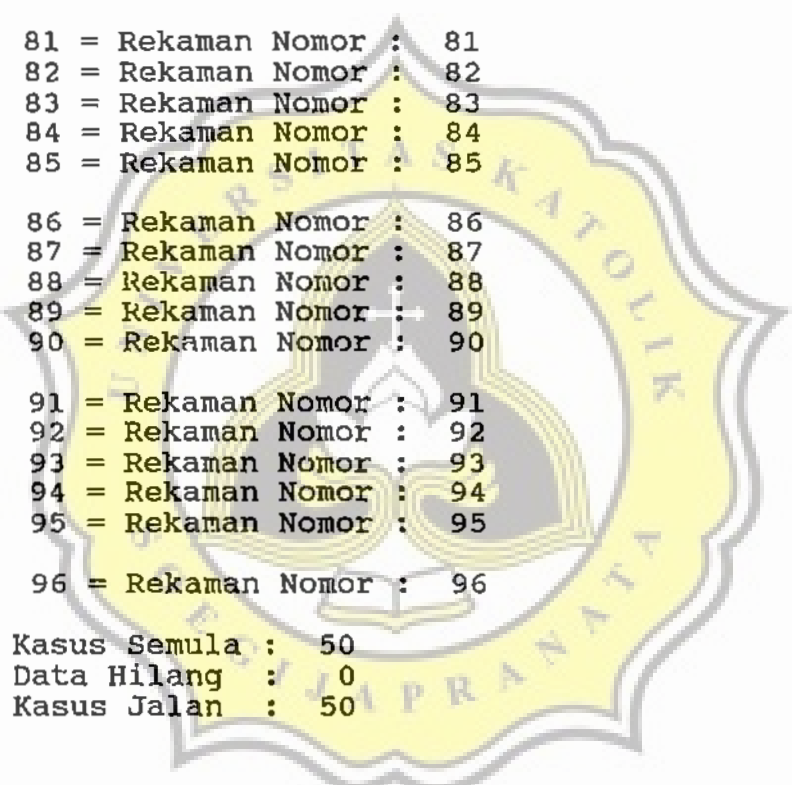 81 = Rekaman Nomor :   81
82 = Rekaman Nomor :   82
83 = Rekaman Nomor :   83
84 = Rekaman Nomor :   84
85 = Rekaman Nomor :   85
86 = Rekaman Nomor :   86
87 = Rekaman Nomor :   87
88 = Rekaman Nomor :   88
89 = Rekaman Nomor :   89
90 = Rekaman Nomor :   90
91 = Rekaman Nomor :   91
92 = Rekaman Nomor :   92
93 = Rekaman Nomor :   93
94 = Rekaman Nomor :   94
95 = Rekaman Nomor :   95
96 = Rekaman Nomor :   96
Kasus Semula :   50
Data Hilang  :    0
Kasus Jalan  :   50
UNIVERSITAS KATOLIK
SOEGIJAPRANATA